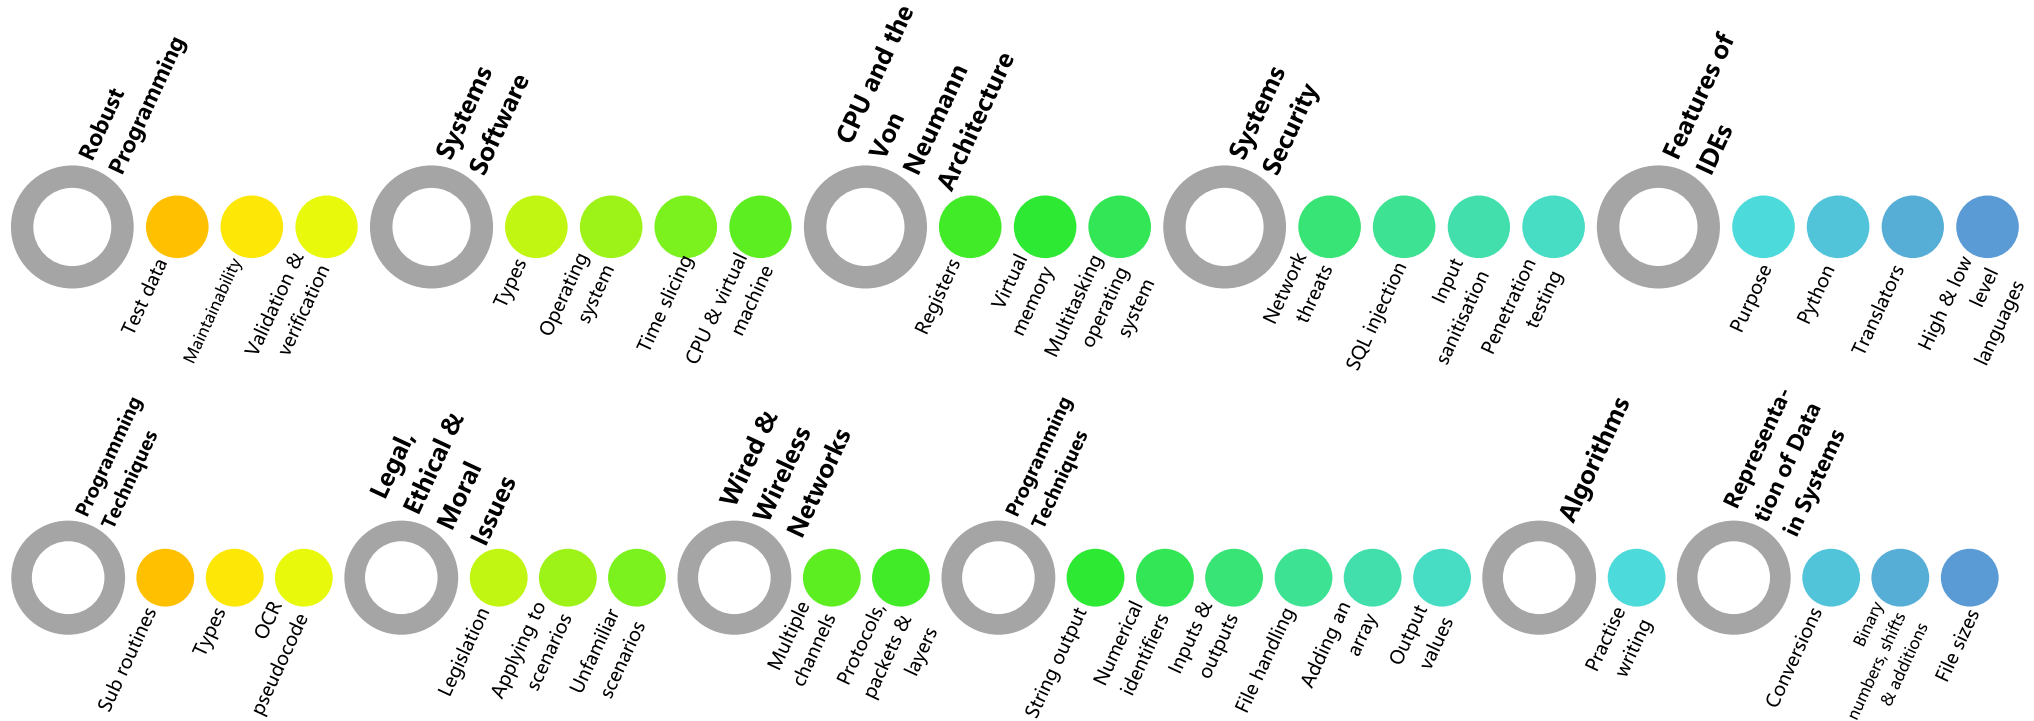 Robust
Programming
Test data
Maintainability
Validation &
verification
Systems
Software
Types
Operating
system
Time slicing
CPU & virtual
machine
CPU and the
Von
Neumann
Architecture
Registers
Virtual
memory
Multitasking
operating
system
Systems
Security
Network
threats
SQL injection
Input
sanitisation
Penetration
testing
Features of
IDEs
Purpose
Python
Translators
High & low
level
languages
Programming
Techniques
Sub routines
Types
OCR
pseudocode
Legal,
Ethical &
Moral
Issues
Legislation
Applying to
scenarios
Unfamiliar
scenarios
Wired &
Wireless
Networks
Multiple
channels
Protocols,
packets &
layers
Programming
Techniques
String output
Numerical
identifiers
Inputs &
outputs
File handling
Adding an
array
Output
values
Algorithms
Practise
writing
Representa-
tion of Data
in Systems
Conversions
Binary
numbers, shifts
& additions
File sizes